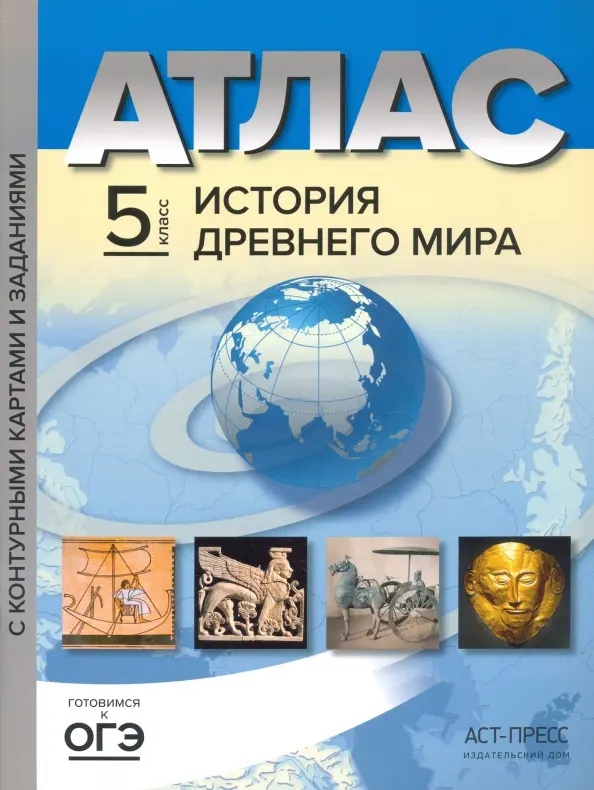 АТЛАС
5
класс
ИСТОРИЯ
ДРЕВНЕГО МИРА
С КОНТУРНЫМИ КАРТАМИ И ЗАДАНИЯМИ
ГОТОВИМСЯ
К
ОГЭ
АСТ-ПРЕСС
ИЗДАТЕЛЬСКИЙ ДОМ